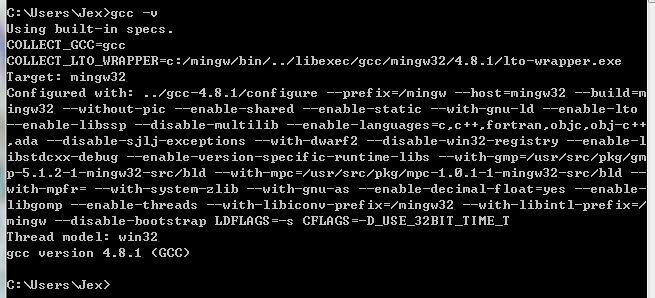 C:\Users\Jex>gcc -v
Using built-in specs.
COLLECT_GCC=gcc
COLLECT_LTO_WRAPPER=c:/mingw/bin/../libexec/gcc/mingw32/4.8.1/lto-wrapper.exe
Target: mingw32
Configured with: ../gcc-4.8.1/configure --prefix=/mingw --host=mingw32 --build=m
ingw32 --without-pic --enable-shared --enable-static --with-gnu-ld --enable-lto
--enable-libssp --disable-multilib --enable-languages=c,c++,fortran,objc,obj-c++
,ada --disable-sjlj-exceptions --with-dwarf2 --disable-win32-registry --enable-l
ibstdcxx-debug --enable-version-specific-runtime-libs --with-gmp=/usr/src/pkg/gm
p-5.1.2-1-mingw32-src/bld --with-mpc=/usr/src/pkg/mpc-1.0.1-1-mingw32-src/bld --
with-mpfr= --with-system-zlib --with-gnu-as --enable-decimal-float=yes --enable-
libgomp --enable-threads --with-libiconv-prefix=/mingw32 --with-libintl-prefix=/
mingw --disable-bootstrap LDFLAGS=-s CFLAGS=-D_USE_32BIT_TIME_T
Thread model: win32
gcc version 4.8.1 (GCC)
C:\Users\Jex>